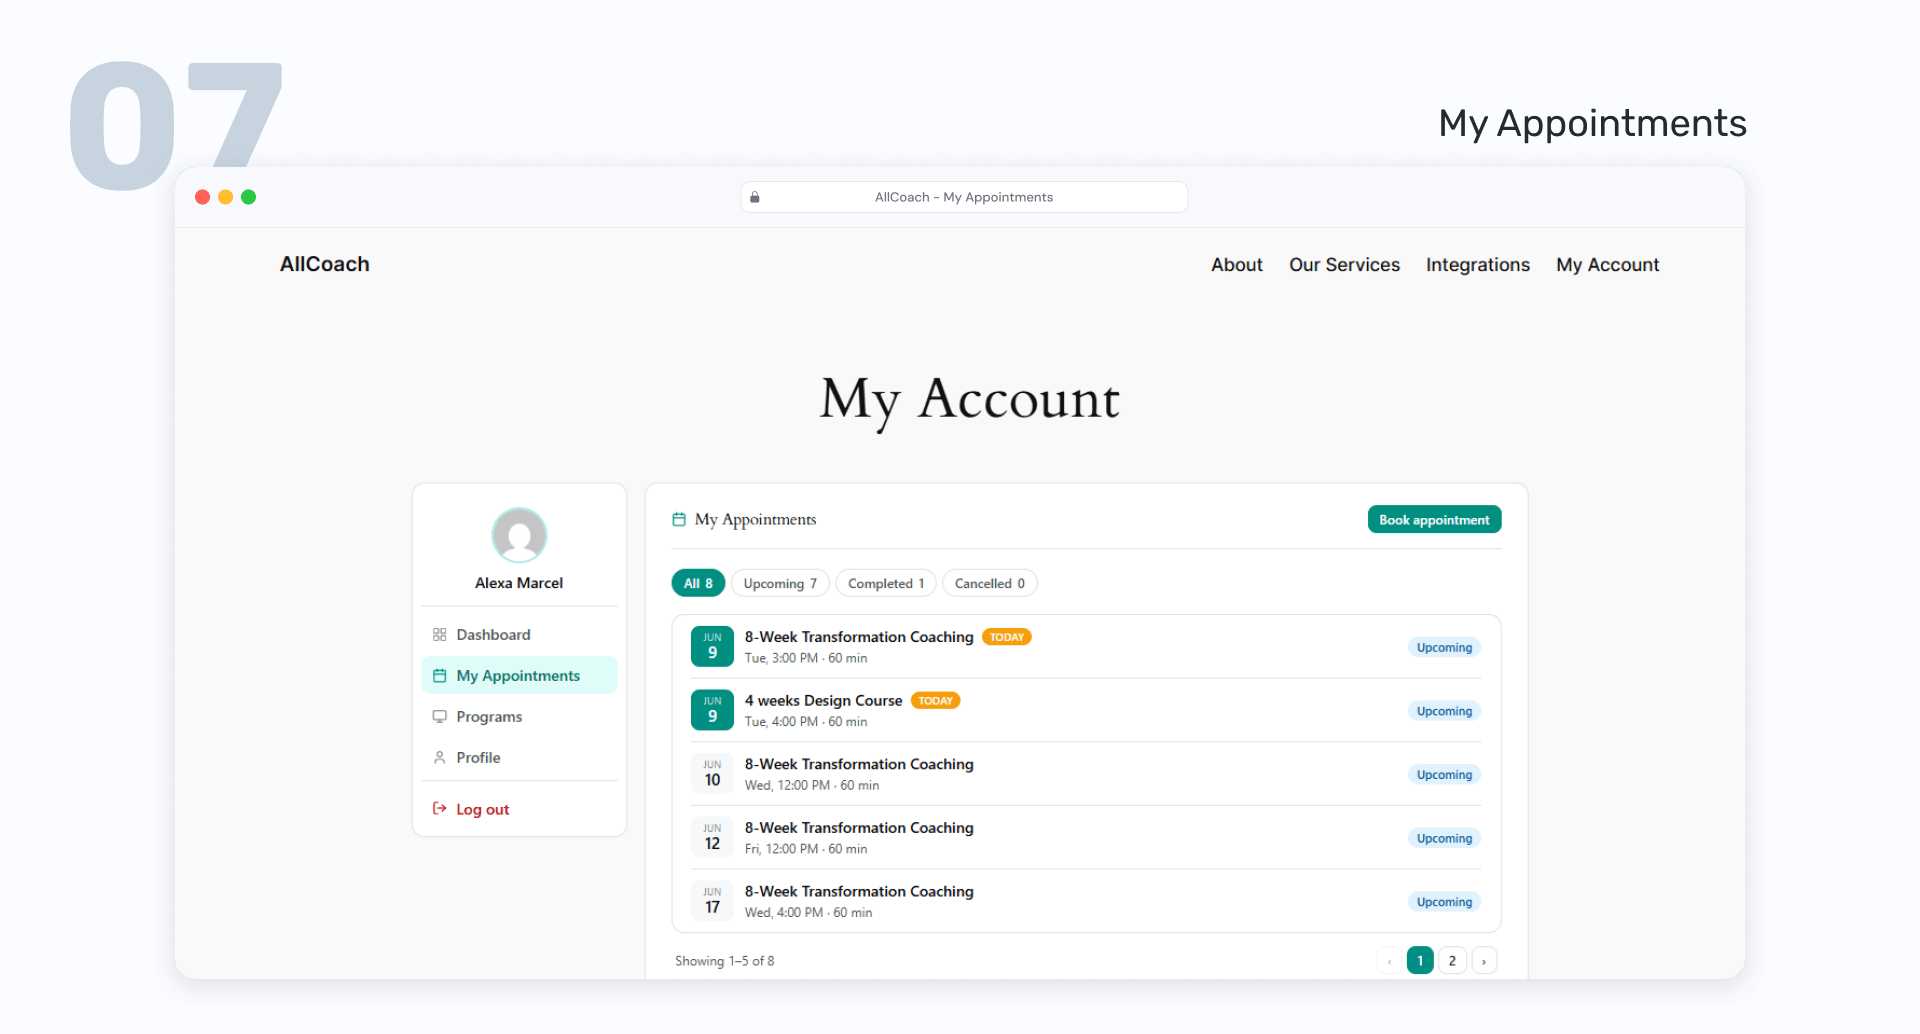 07
My Appointments
AllCoach - My Appointments
AllCoach
About Our Services Integrations My Account
My Account
Alexa Marcel
Dashboard
My Appointments
Programs
Profile
Log out
My Appointments
Book appointment
All 8 Upcoming 7 Completed 1 Cancelled 0
JUN
9
8-Week Transformation Coaching TODAY
Tue, 3:00 PM · 60 min
Upcoming
JUN
9
4 weeks Design Course TODAY
Tue, 4:00 PM · 60 min
Upcoming
JUN
10
8-Week Transformation Coaching
Wed, 12:00 PM · 60 min
Upcoming
JUN
12
8-Week Transformation Coaching
Fri, 12:00 PM · 60 min
Upcoming
JUN
17
8-Week Transformation Coaching
Wed, 4:00 PM · 60 min
Upcoming
Showing 1–5 of 8
‹ 1 2 ›